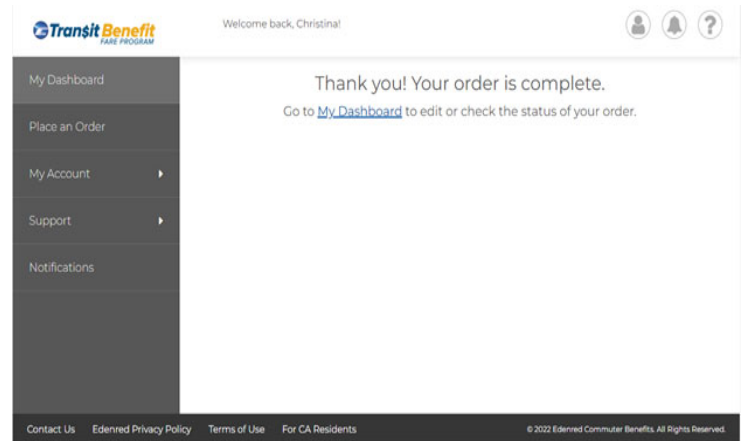 Tran$it Benefit
FARE PROGRAM
Welcome back, Christina!
?
My Dashboard
Place an Order
My Account
Support
Notifications
Thank you! Your order is complete.
Go to My Dashboard to edit or check the status of your order.
Contact Us Edenred Privacy Policy Terms of Use For CA Residents © 2022 Edenred Commuter Benefits. All Rights Reserved.